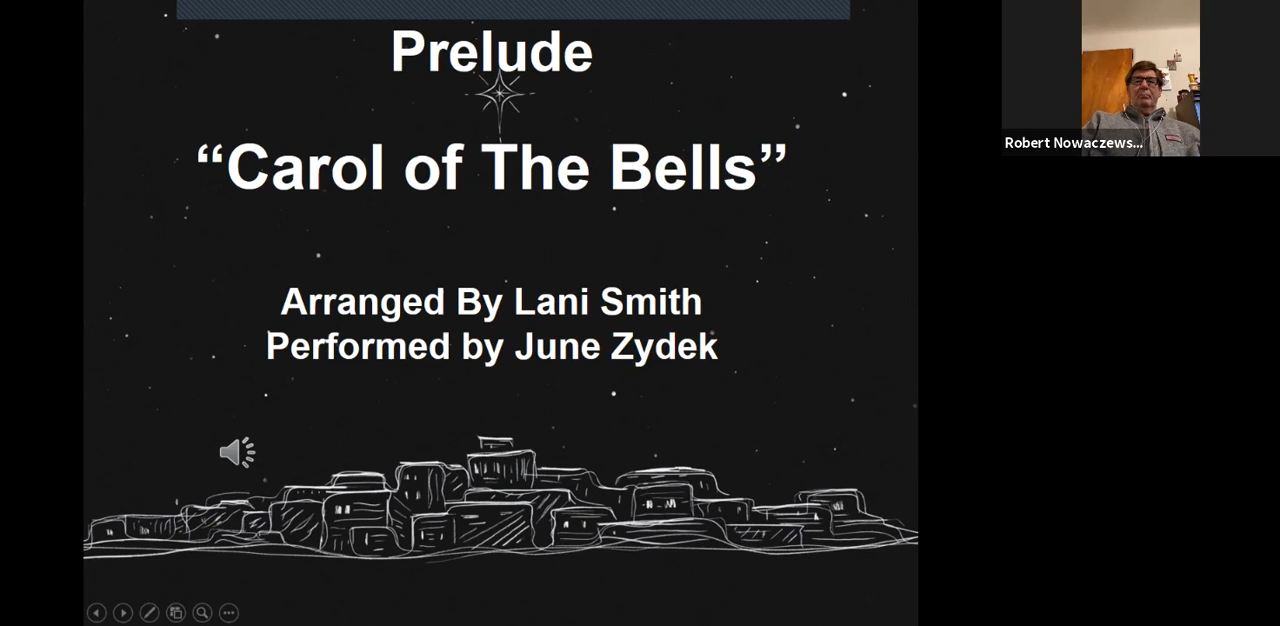 Prelude
“Carol of The Bells”
Arranged By Lani Smith
Performed by June Zydek
Robert Nowaczews...